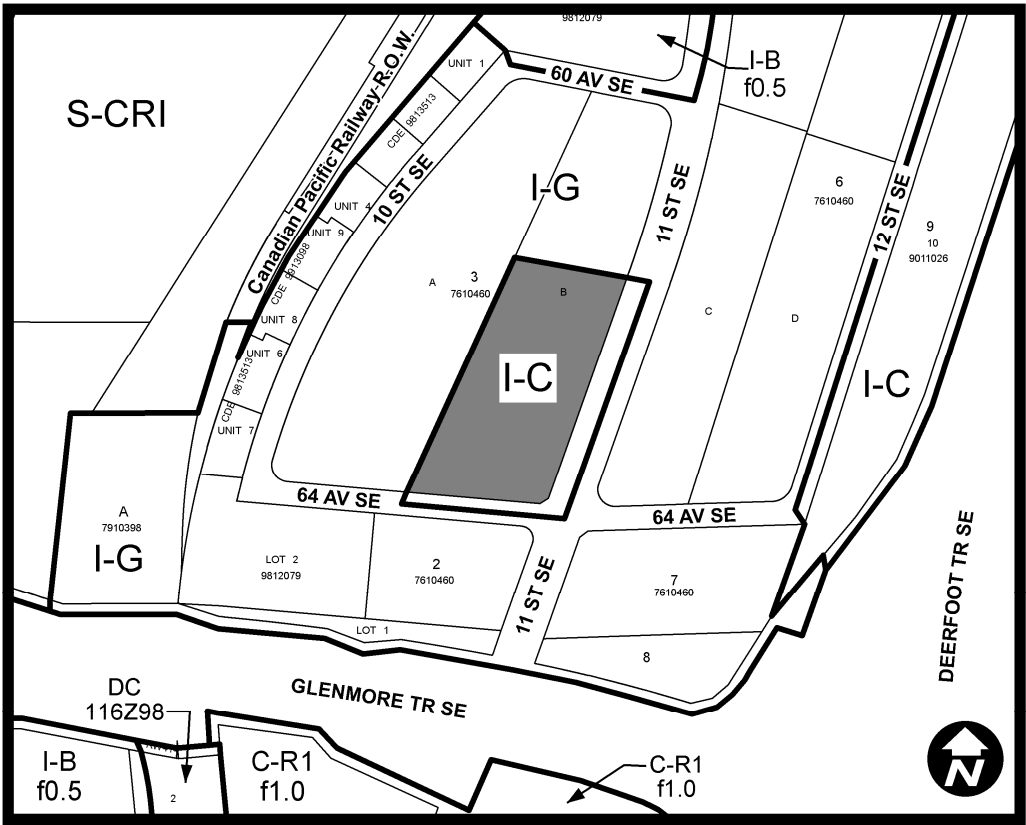 9812079
I-B
f0.5
60 AV SE
UNIT 1
S-CRI
Canadian Pacific Railway R.O.W.
CDE 9813513
10 ST SE
UNIT 4
UNIT 9
CDE 9913098
UNIT 8
UNIT 6
CDE 9813513
UNIT 7
I-G
11 ST SE
6
7610460
12 ST SE
9
10
9011026
A
3
7610460
B
C
D
I-C
I-C
64 AV SE
64 AV SE
A
7910398
I-G
LOT 2
9812079
2
7610460
11 ST SE
7
7610460
LOT 1
8
DEERFOOT TR SE
GLENMORE TR SE
DC
116Z98
I-B
f0.5
2
C-R1
f1.0
C-R1
f1.0
N